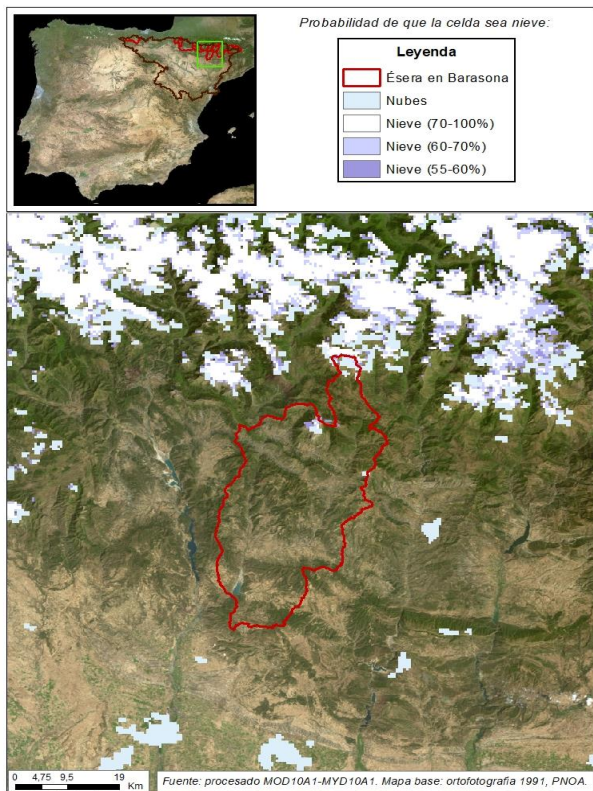 Probabilidad de que la celda sea nieve:
Leyenda
Ésera en Barasona
Nubes
Nieve (70-100%)
Nieve (60-70%)
Nieve (55-60%)
0 4,75 9,5 19
Km
Fuente: procesado MOD10A1-MYD10A1. Mapa base: ortofotografía 1991, PNOA.